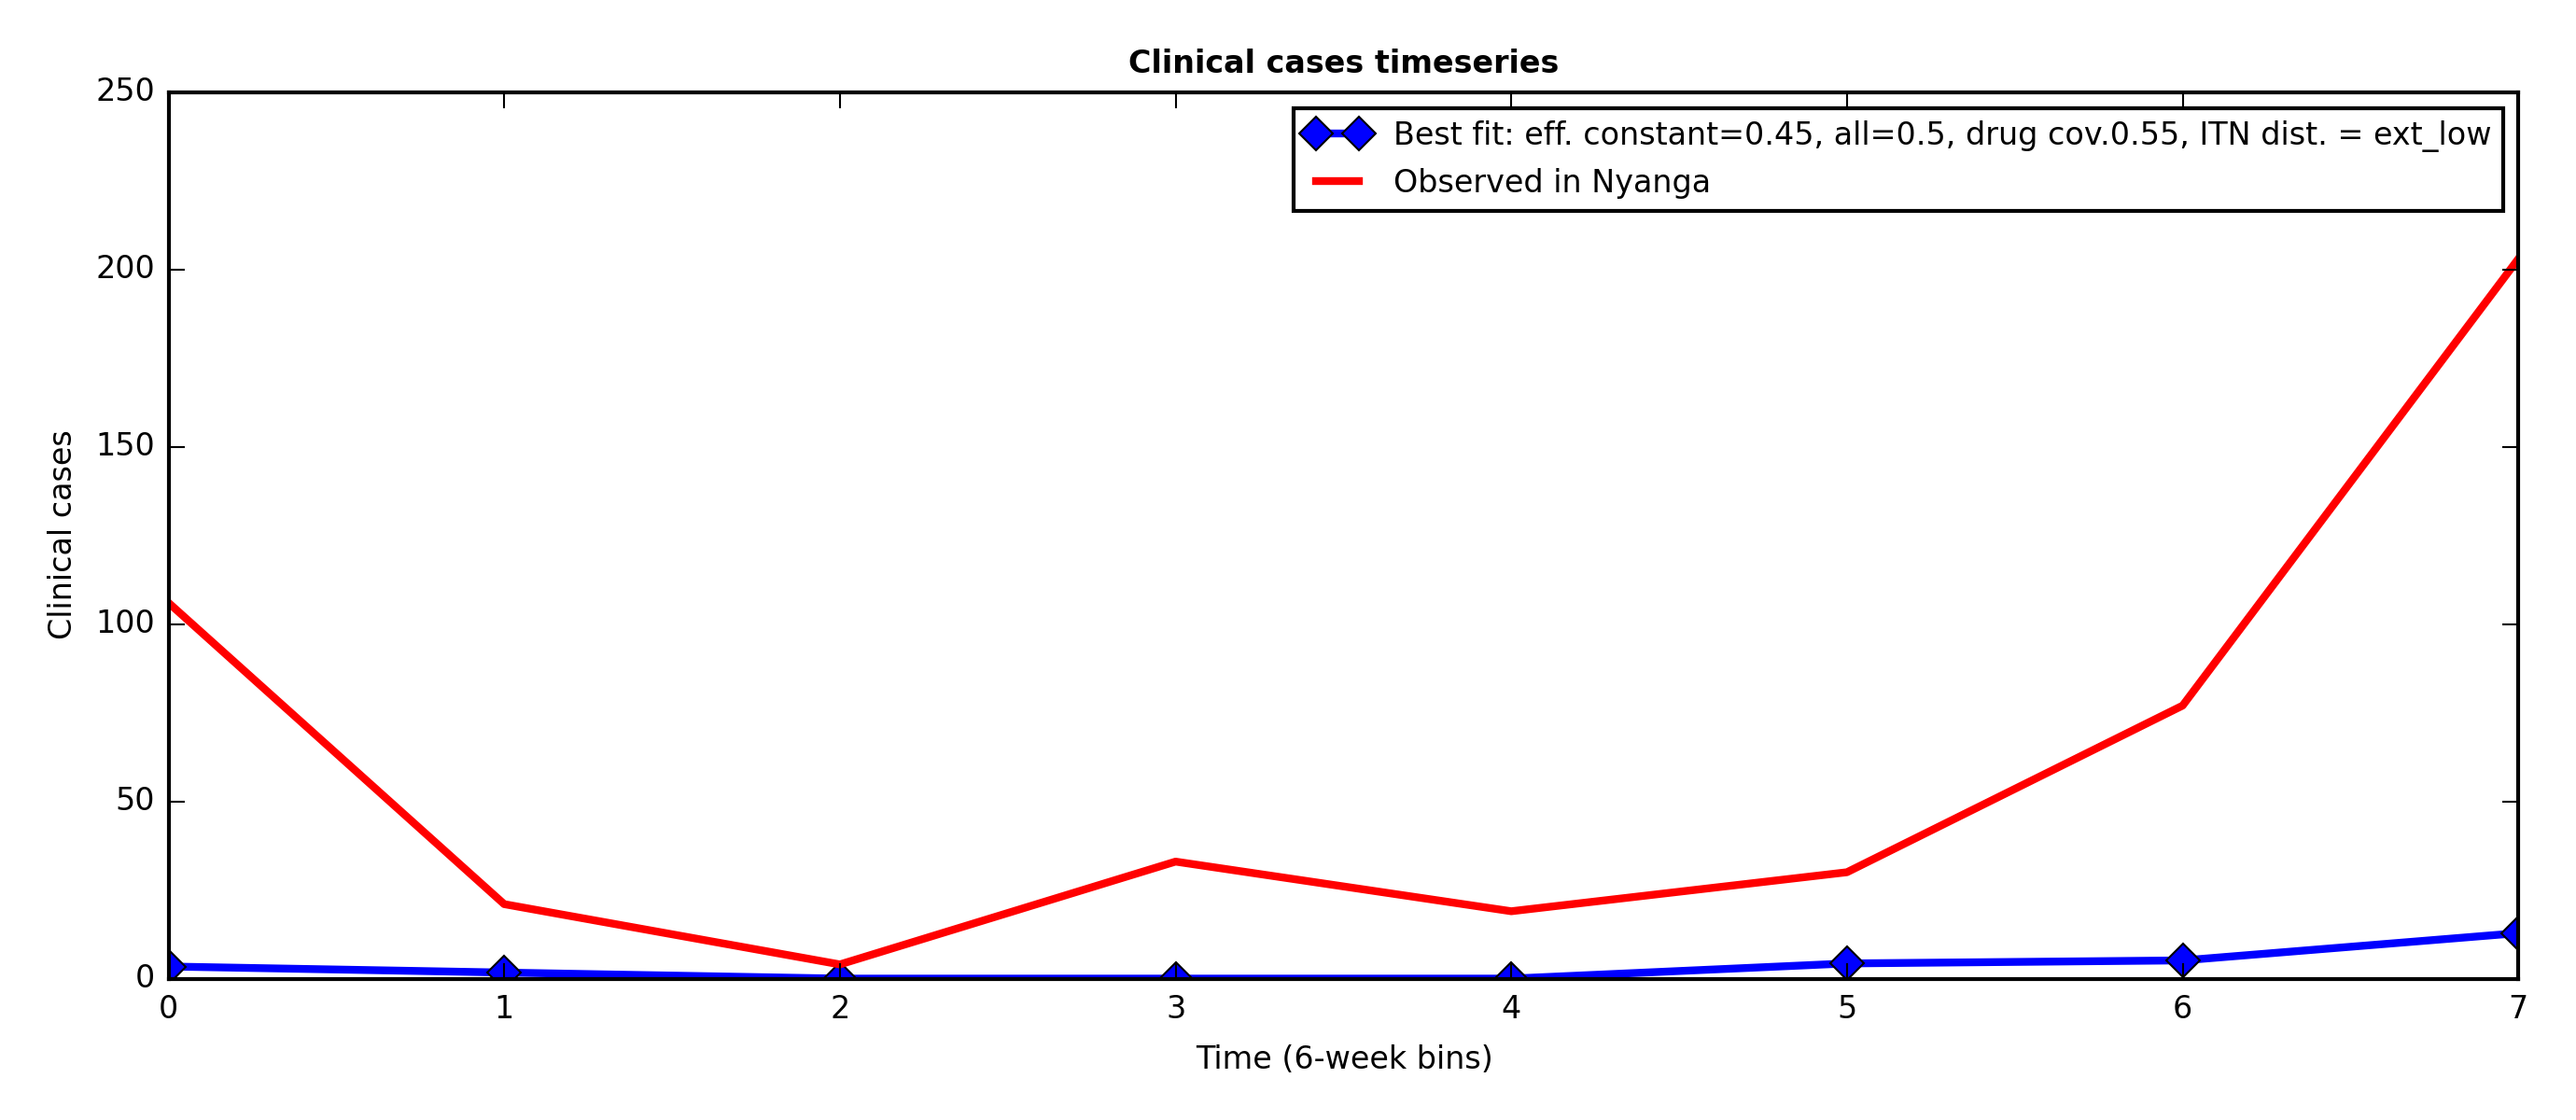 Clinical cases timeseries
250
200
150
100
50
0
Clinical cases
Best fit: eff. constant=0.45, all=0.5, drug cov.0.55, ITN dist. = ext_low
Observed in Nyanga
0 1 2 3 4 5 6 7
Time (6-week bins)